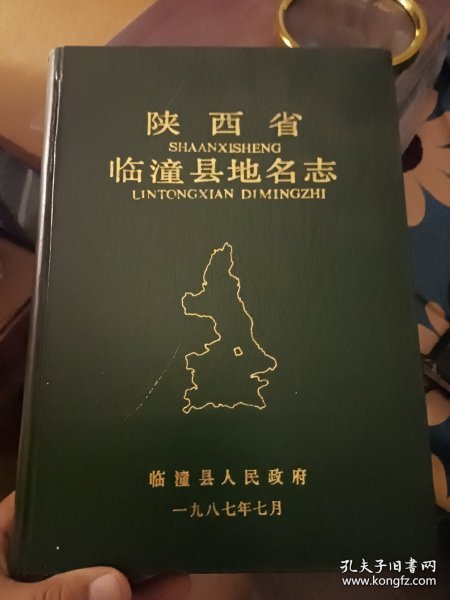 陕西省
SHAANXISHENG
临潼县地名志
LINTONGXIAN DIMINGZHI
临潼县人民政府
一九八七年七月
孔夫子旧书网
www.kongfz.com